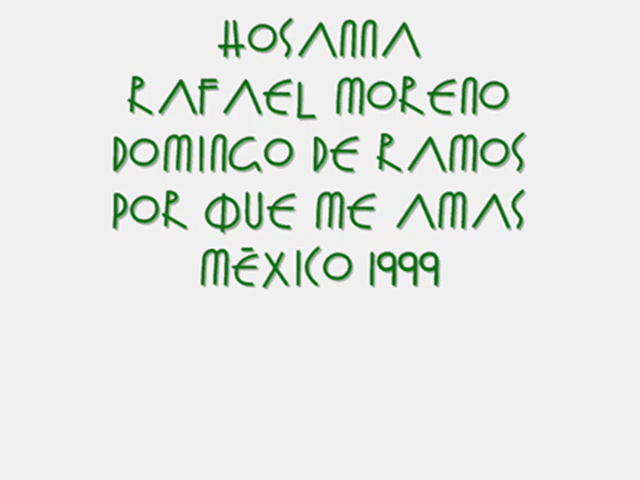 HOSANNA
RAFAEL MORENO
DOMINGO DE RAMOS
POR QUE ME AMAS
MÉXICO 1999